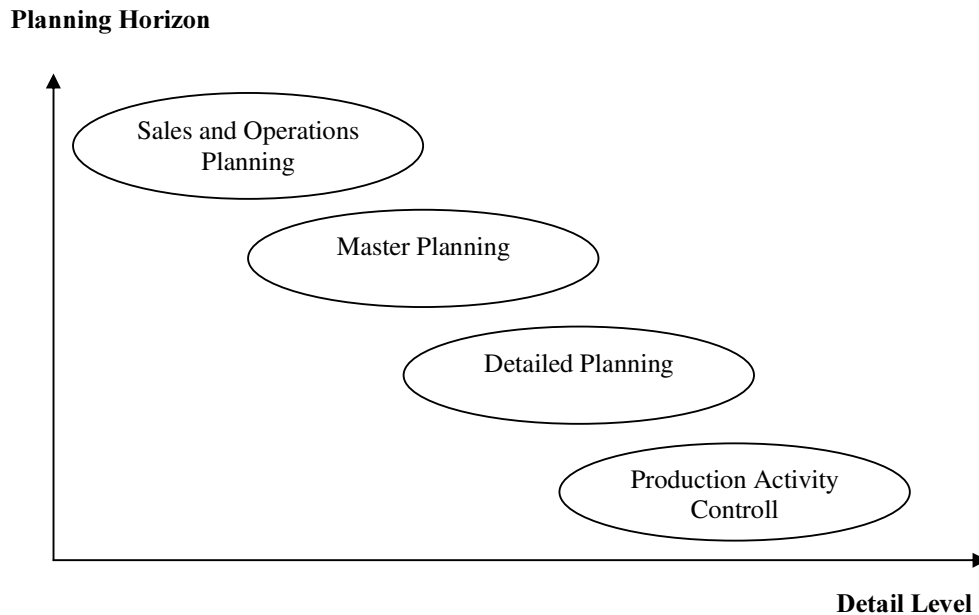 Planning Horizon
Sales and Operations
Planning
Master Planning
Detailed Planning
Production Activity
Controll
Detail Level